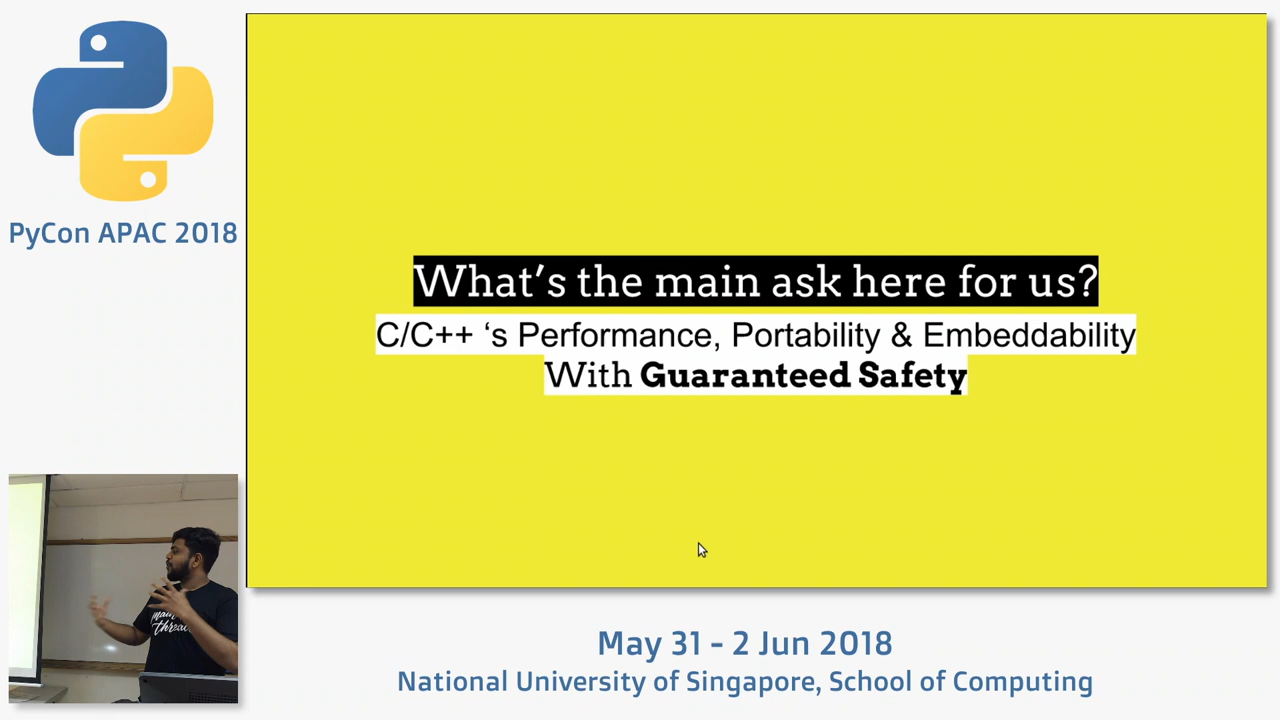 PyCon APAC 2018
What's the main ask here for us?
C/C++ ‘s Performance, Portability & Embeddability
With Guaranteed Safety
May 31 - 2 Jun 2018
National University of Singapore, School of Computing